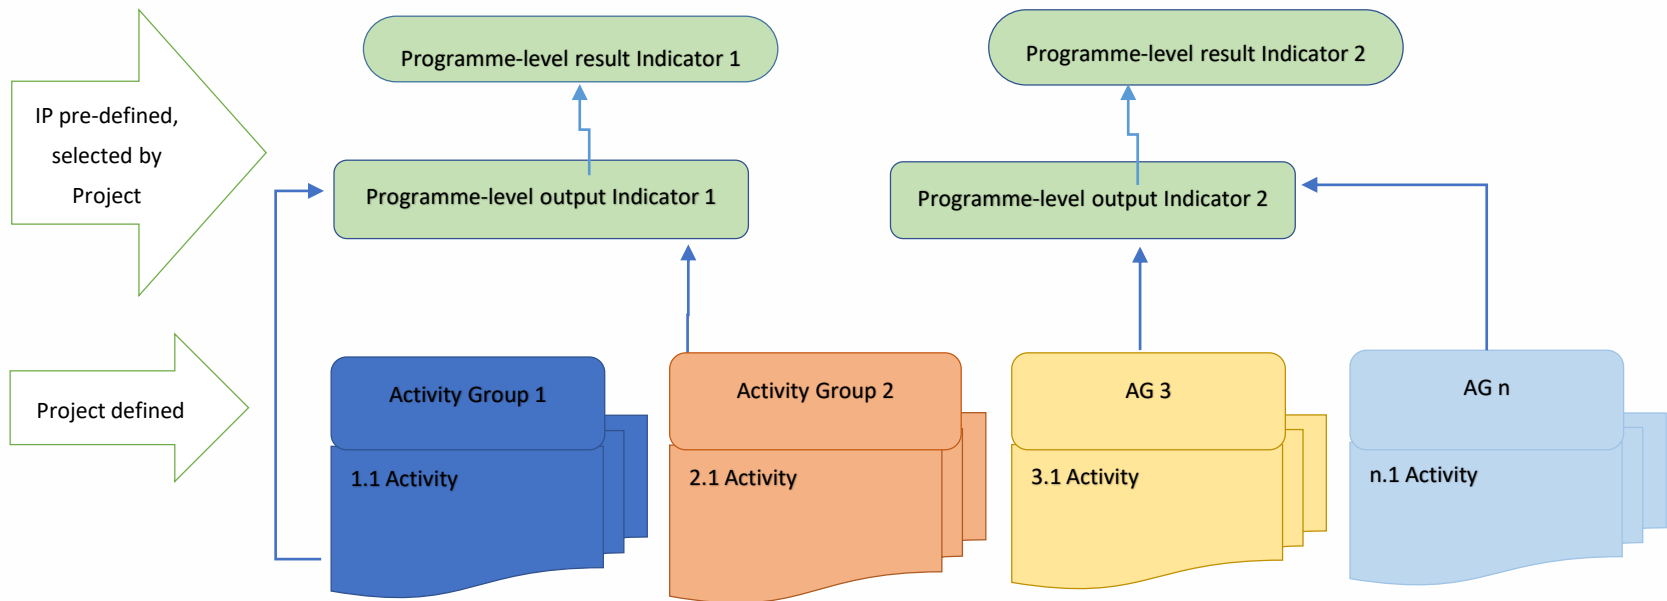 Programme-level result Indicator 1
Programme-level result Indicator 2
IP pre-defined,
selected by
Project
Programme-level output Indicator 1
Programme-level output Indicator 2
Project defined
Activity Group 1
Activity Group 2
AG 3
AG n
1.1 Activity
2.1 Activity
3.1 Activity
n.1 Activity